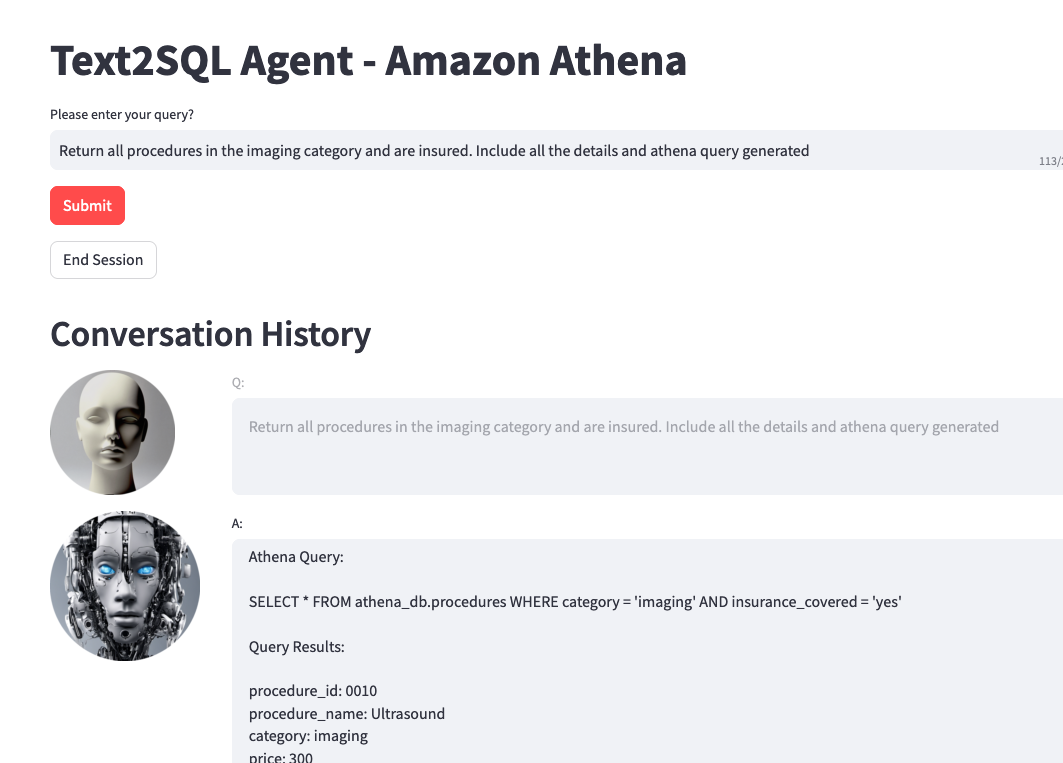 Text2SQL Agent - Amazon Athena
Please enter your query?
Return all procedures in the imaging category and are insured. Include all the details and athena query generated
113/
Submit
End Session
Conversation History
Q:
Return all procedures in the imaging category and are insured. Include all the details and athena query generated
A:
Athena Query:
SELECT * FROM athena_db.procedures WHERE category = 'imaging' AND insurance_covered = 'yes'
Query Results:
procedure_id: 0010
procedure_name: Ultrasound
category: imaging
price: 300